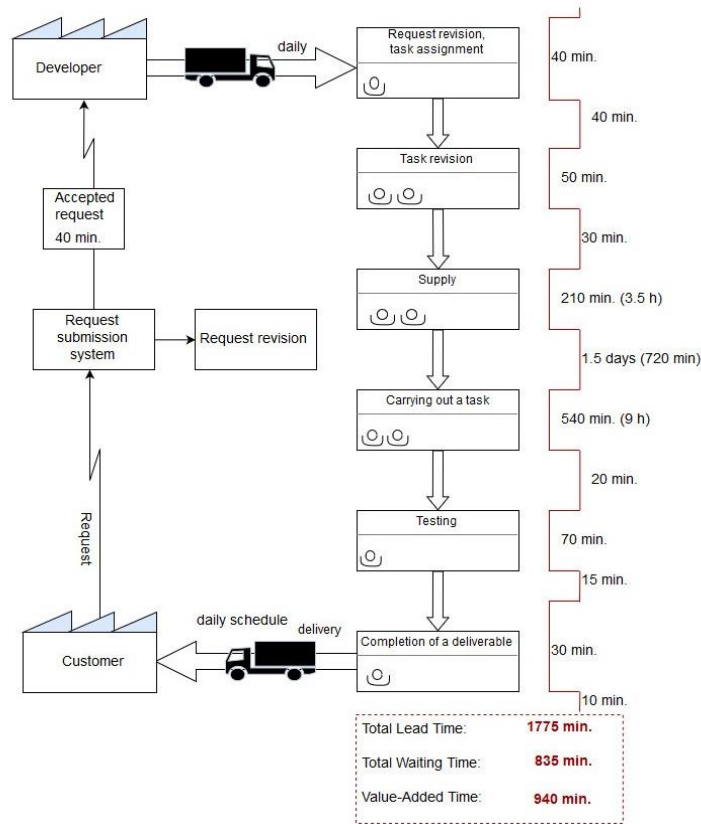 Developer
daily
Request revision,
task assignment
40 min.
40 min.
Task revision
50 min.
Accepted
request
40 min.
30 min.
Supply
210 min. (3.5 h)
Request
submission
system
Request revision
1.5 days (720 min)
Carrying out a task
540 min. (9 h)
20 min.
Request
Testing
70 min.
15 min.
Customer
daily schedule
delivery
Completion of a deliverable
30 min.
10 min.
Total Lead Time: 1775 min.
Total Waiting Time: 835 min.
Value-Added Time: 940 min.